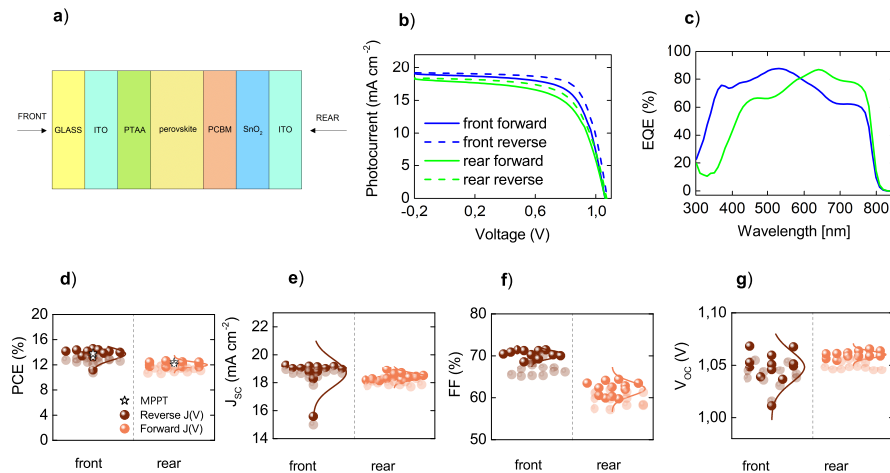 a)
FRONT
GLASS
ITO
PTAA
perovskite
PCBM
SnO2
ITO
REAR
b)
Photocurrent (mA cm-2)
20
15
10
5
0
-0,2
0,2
0,6
1,0
Voltage (V)
front forward
front reverse
rear forward
rear reverse
c)
EQE (%)
100
80
60
40
20
0
300
400
500
600
700
800
Wavelength [nm]
d)
PCE (%)
20
16
12
8
4
0
MPPT
Reverse J(V)
Forward J(V)
front
rear
e)
JSC (mA cm-2)
22
20
18
16
14
front
rear
f)
FF (%)
80
70
60
50
front
rear
g)
VOC (V)
1,10
1,05
1,00
front
rear